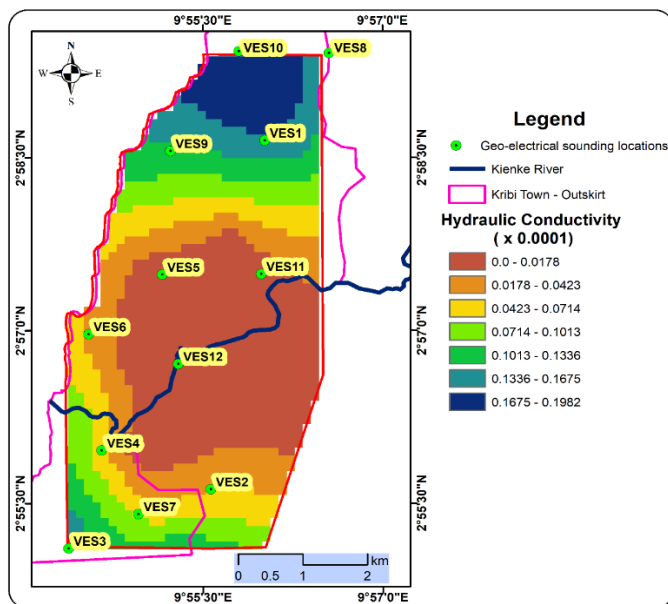 9°55'30"E 9°57'0"E
N
W E
S
VES10
VES8
VES1
VES9
2°58'30"N 2°58'30"N
VES5
VES11
VES6
2°57'0"N 2°57'0"N
VES12
VES4
VES2
VES7
2°55'30"N 2°55'30"N
VES3
km
0 0.5 1 2
9°55'30"E 9°57'0"E
Legend
Geo-electrical sounding locations
Kienke River
Kribi Town - Outskirt
Hydraulic Conductivity
( x 0.0001)
0.0 - 0.0178
0.0178 - 0.0423
0.0423 - 0.0714
0.0714 - 0.1013
0.1013 - 0.1336
0.1336 - 0.1675
0.1675 - 0.1982